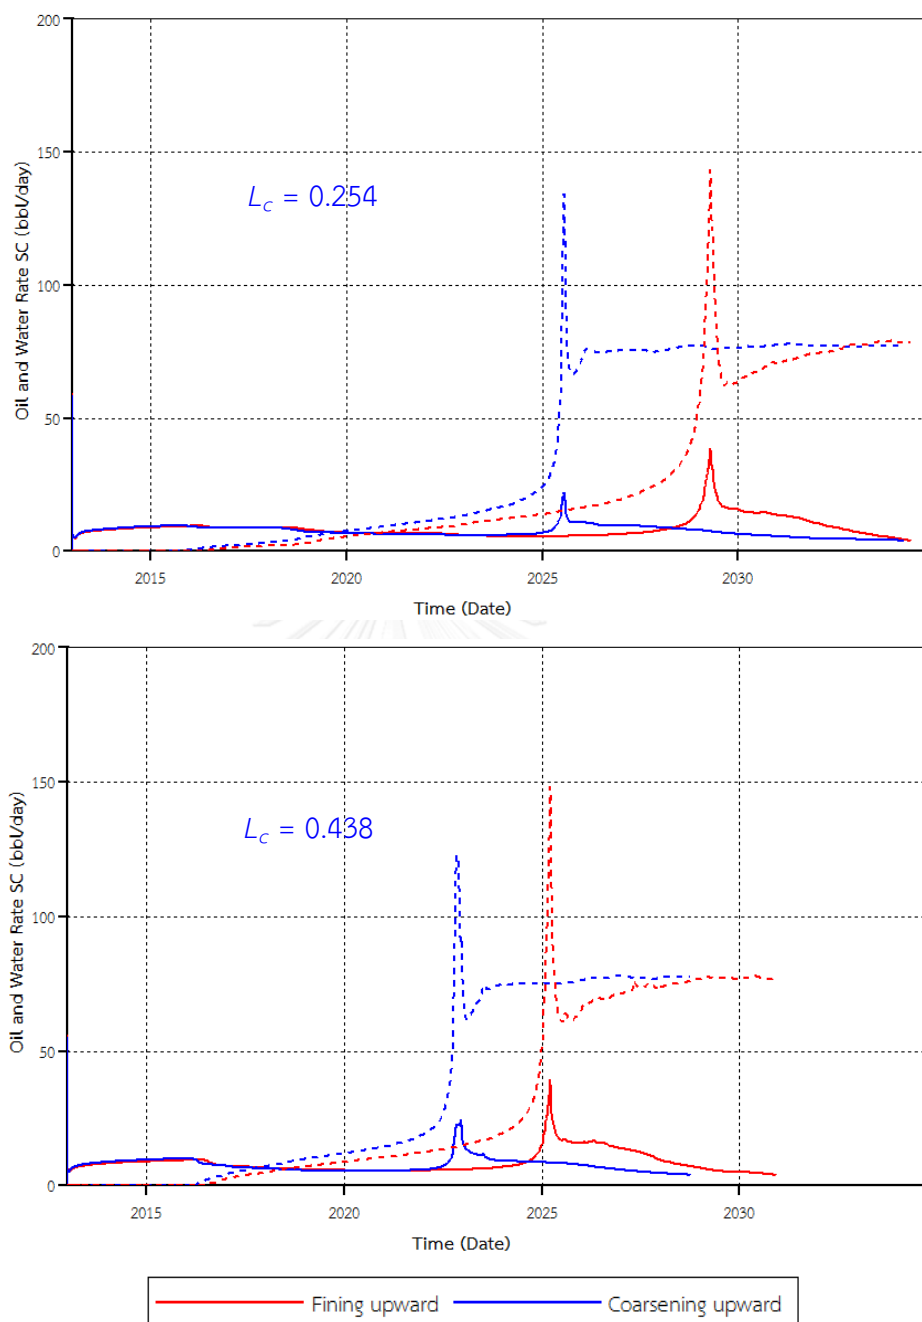 200
150
100
50
0
Oil and Water Rate SC (bbl/day)
L_c = 0.254
2015 2020 2025 2030
Time (Date)
200
150
100
50
0
Oil and Water Rate SC (bbl/day)
L_c = 0.438
2015 2020 2025 2030
Time (Date)
Fining upward Coarsening upward